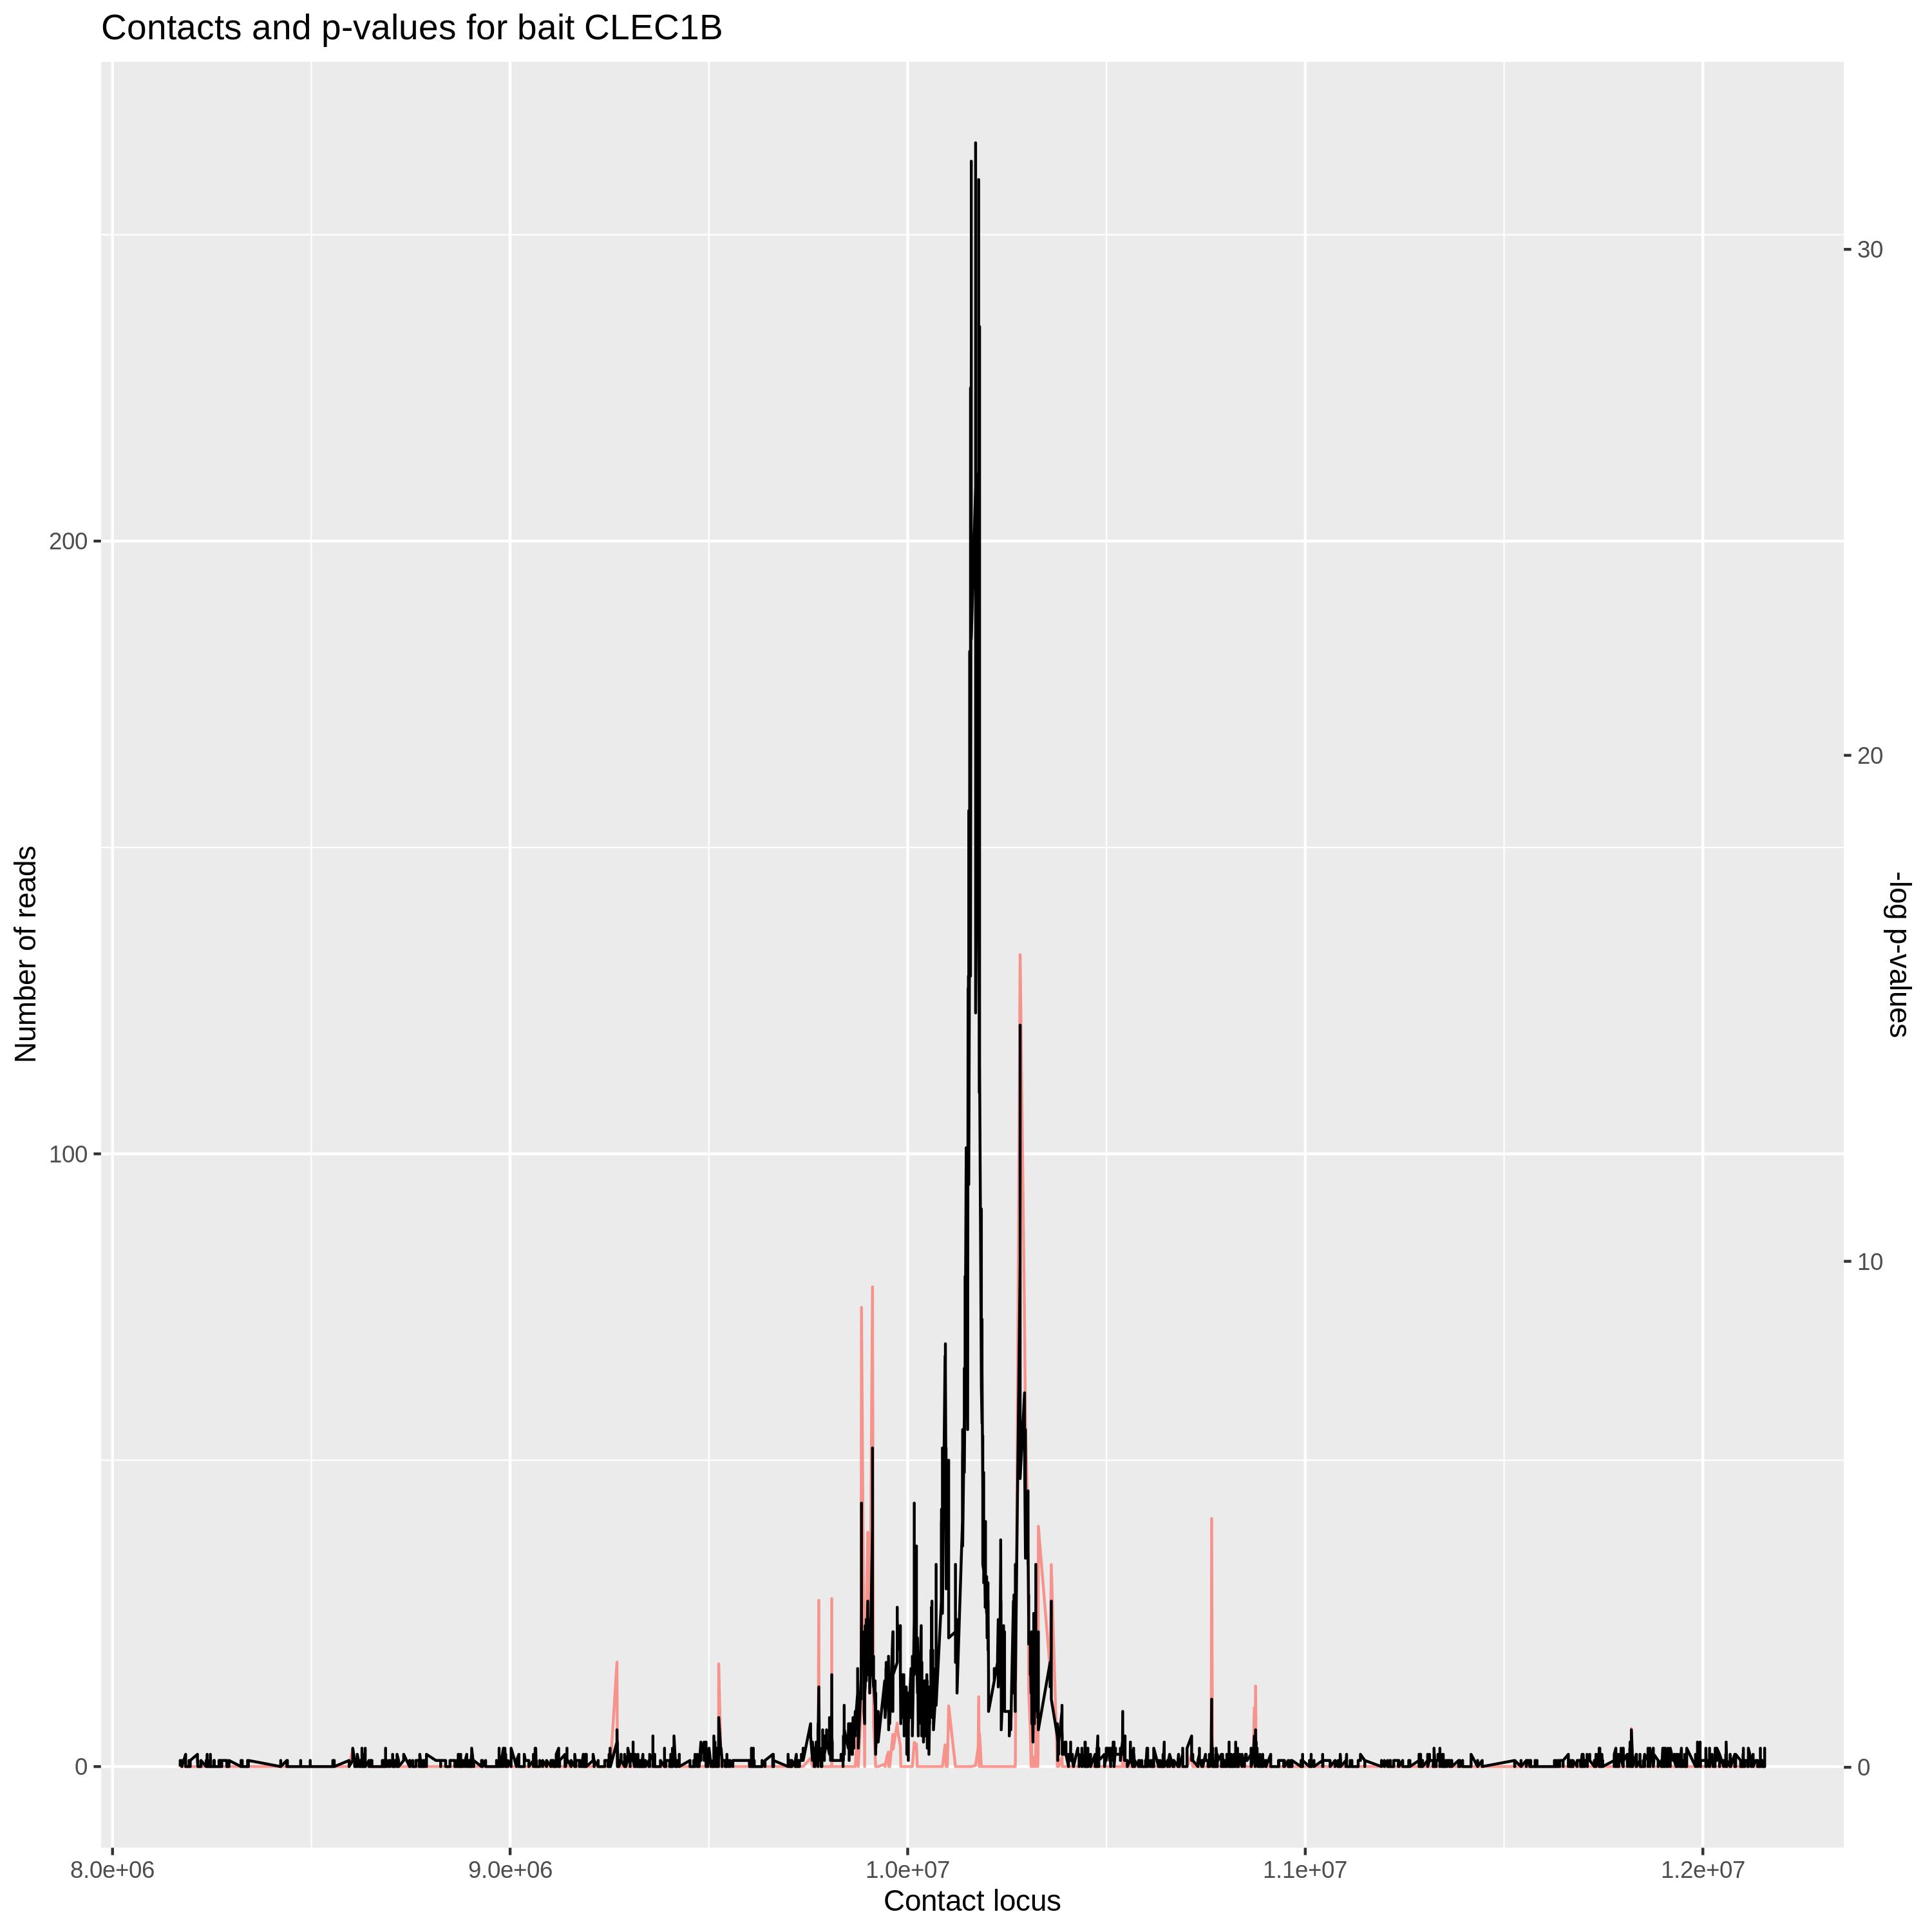 Contacts and p-values for bait CLEC1B
Number of reads
200
100
0
30
20
10
0
-log p-values
8.0e+06
9.0e+06
1.0e+07
1.1e+07
1.2e+07
Contact locus